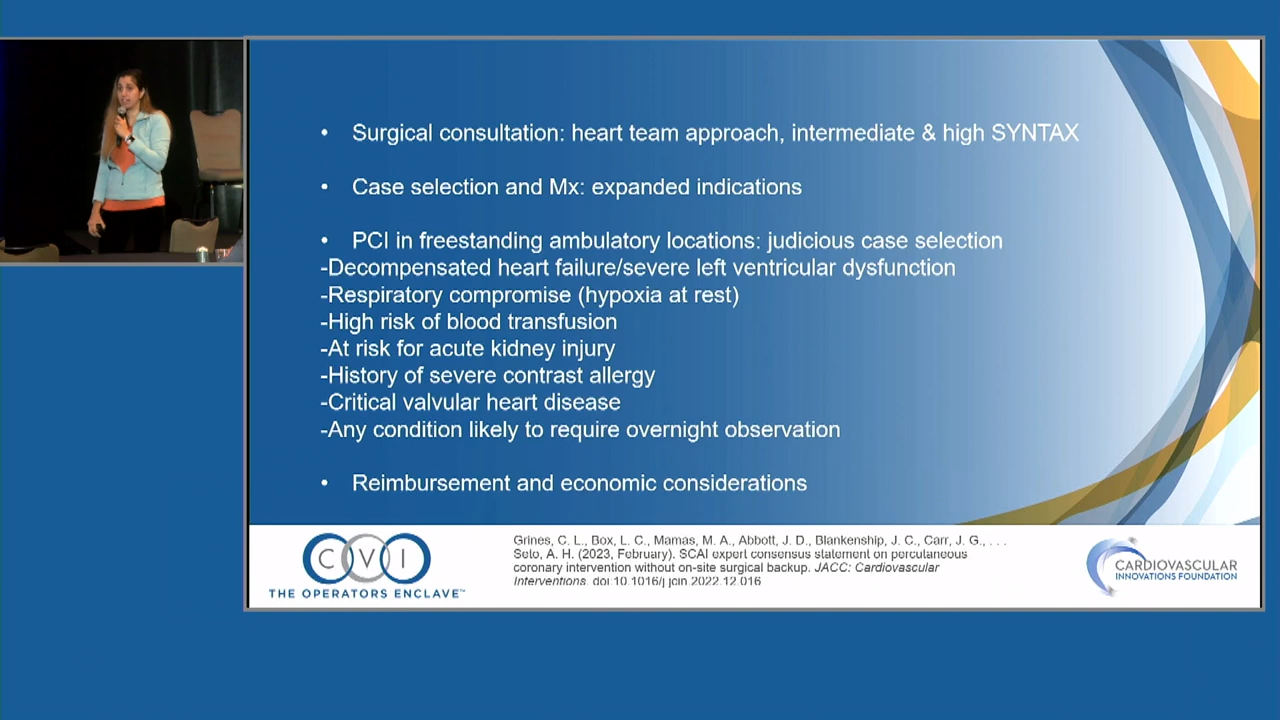 • Surgical consultation: heart team approach, intermediate & high SYNTAX
• Case selection and Mx: expanded indications
• PCI in freestanding ambulatory locations: judicious case selection
-Decompensated heart failure/severe left ventricular dysfunction
-Respiratory compromise (hypoxia at rest)
-High risk of blood transfusion
-At risk for acute kidney injury
-History of severe contrast allergy
-Critical valvular heart disease
-Any condition likely to require overnight observation
• Reimbursement and economic considerations
CVI
THE OPERATORS ENCLAVE™
Grines, C. L., Box, L. C., Mamas, M. A., Abbott, J. D., Blankenship, J. C., Carr, J. G., . . .
Seto, A. H. (2023, February). SCAI expert consensus statement on percutaneous
coronary intervention without on-site surgical backup. JACC: Cardiovascular
Interventions. doi:10.1016/j.jcin.2022.12.016
CARDIOVASCULAR
INNOVATIONS FOUNDATION